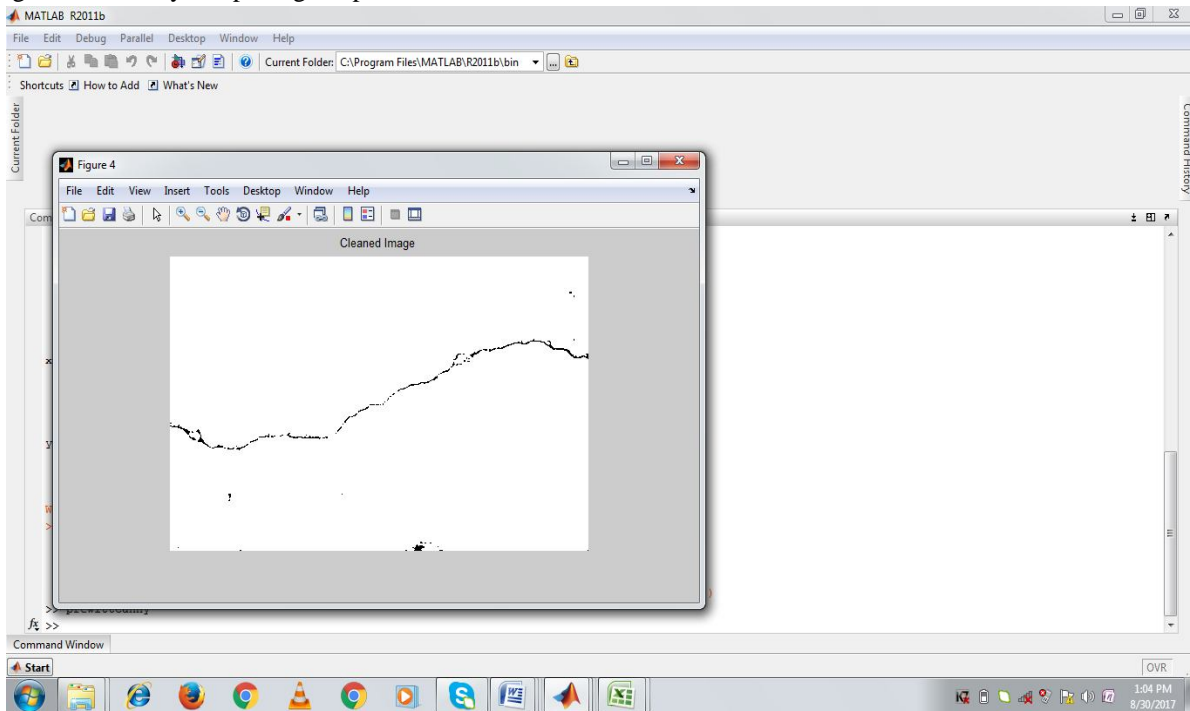 MATLAB R2011b
File Edit Debug Parallel Desktop Window Help
Current Folder: C:\Program Files\MATLAB\R2011b\bin
Shortcuts How to Add What's New
Current Folder
Command History
Figure 4
File Edit View Insert Tools Desktop Window Help
Com
Cleaned Image
x
y
W
>
>>
fx >>
Command Window
Start
OVR
1:04 PM
8/30/2017